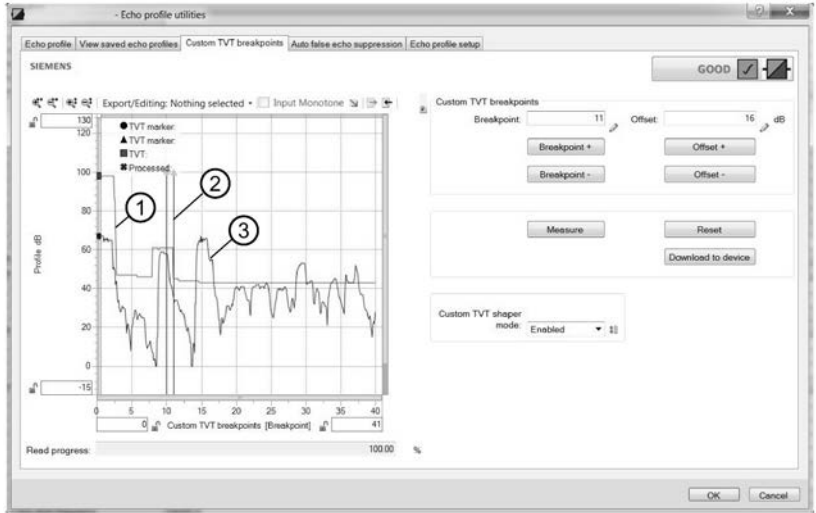 - Echo profile utilities
Echo profile View saved echo profiles Custom TVT breakpoints Auto false echo suppression Echo profile setup
SIEMENS
GOOD
Export/Editing: Nothing selected Input Monotone
Custom TVT breakpoints
Breakpoint: 11 Offset: 16 dB
Breakpoint + Offset +
Breakpoint - Offset -
Measure Reset
Download to device
Custom TVT shaper
mode: Enabled
130
120
100
80
60
40
20
0
-15
Profile dB
TVT marker:
TVT marker:
TVT:
Processed:
1
2
3
0 5 10 15 20 25 30 35 40
0 Custom TVT breakpoints [Breakpoint] 41
Read progress: 100.00 %
OK Cancel